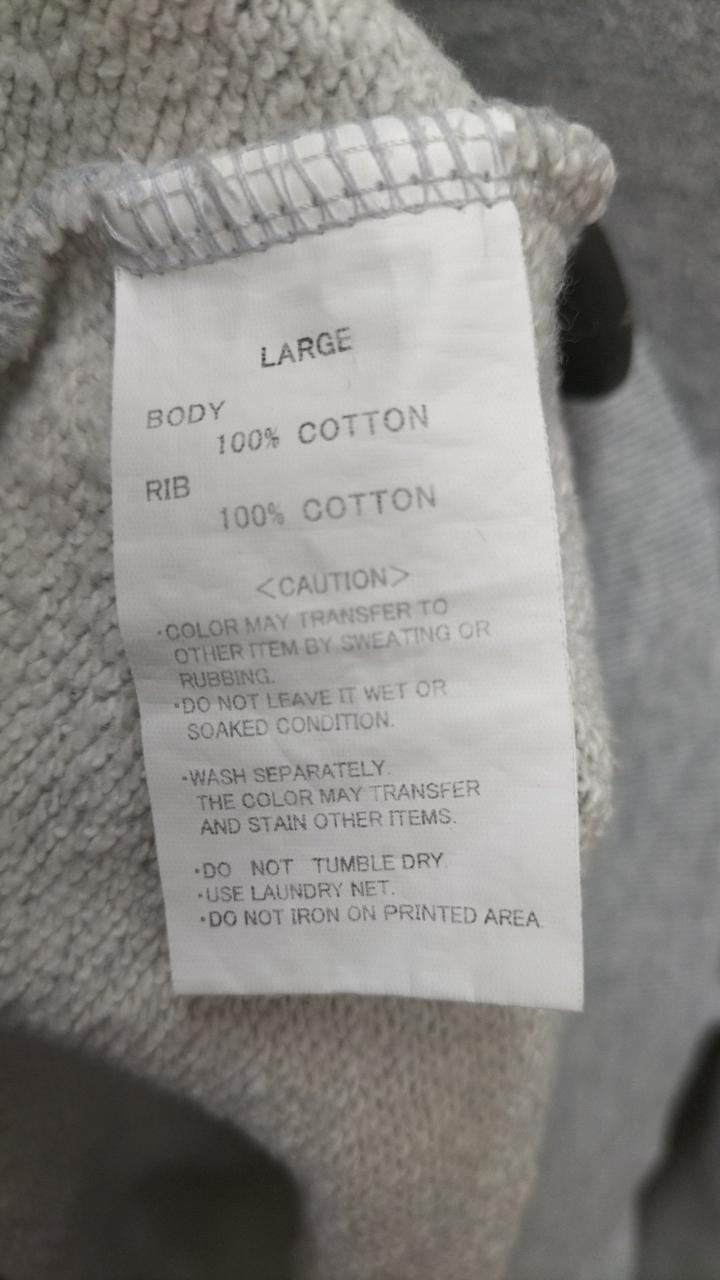 LARGE
BODY
100% COTTON
RIB
100% COTTON
<CAUTION>
·COLOR MAY TRANSFER TO
OTHER ITEM BY SWEATING OR
RUBBING.
·DO NOT LEAVE IT WET OR
SOAKED CONDITION.
·WASH SEPARATELY.
THE COLOR MAY TRANSFER
AND STAIN OTHER ITEMS.
·DO NOT TUMBLE DRY.
·USE LAUNDRY NET.
·DO NOT IRON ON PRINTED AREA.